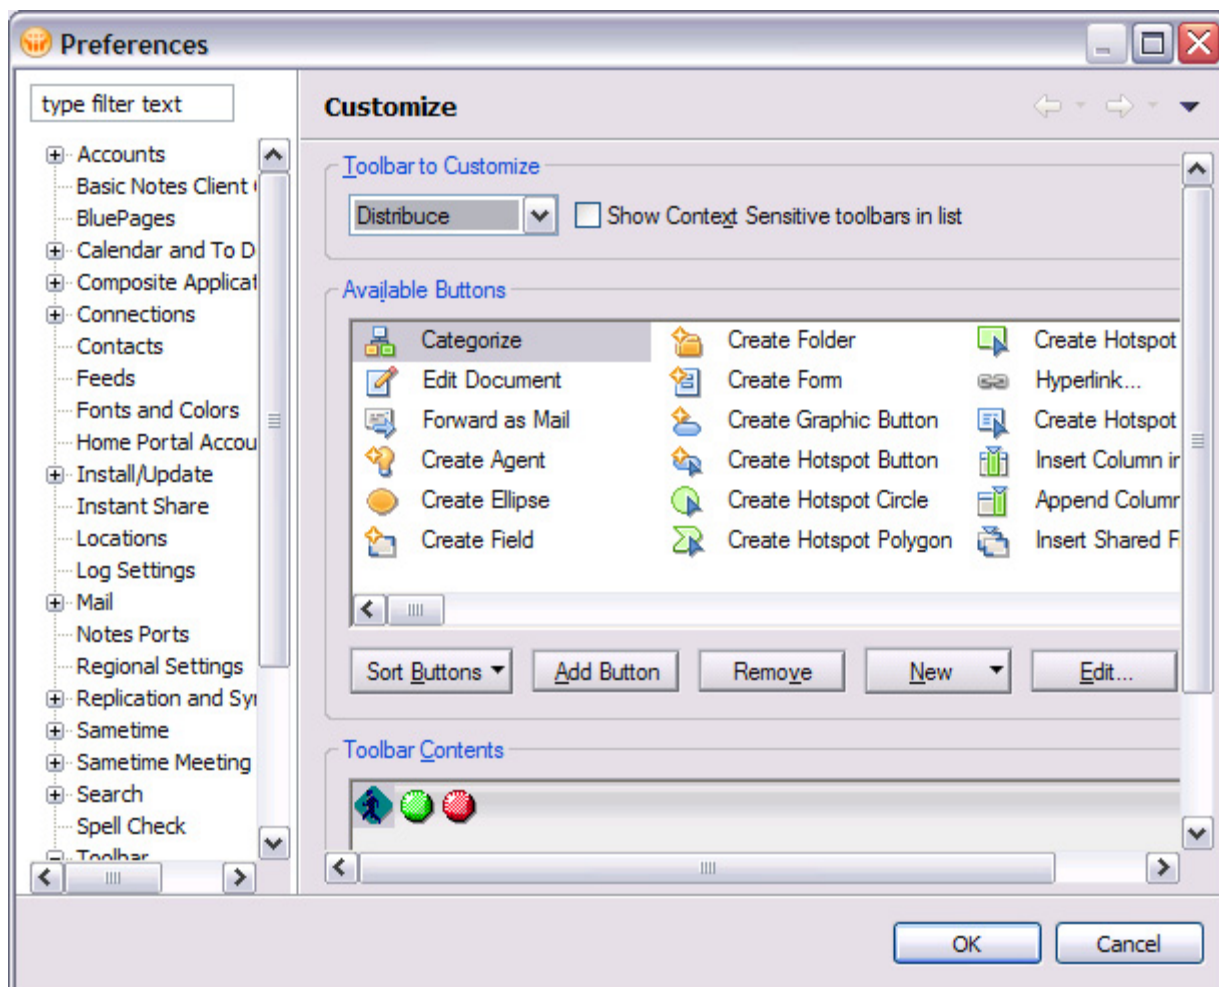 Preferences
type filter text
Accounts
Basic Notes Client
BluePages
Calendar and To D
Composite Applicat
Connections
Contacts
Feeds
Fonts and Colors
Home Portal Accou
Install/Update
Instant Share
Locations
Log Settings
Mail
Notes Ports
Regional Settings
Replication and Sy
Sametime
Sametime Meeting
Search
Spell Check
Toolbar
Customize
Toolbar to Customize
Distribuce Show Context Sensitive toolbars in list
Available Buttons
Categorize Create Folder Create Hotspot
Edit Document Create Form Hyperlink...
Forward as Mail Create Graphic Button Create Hotspot
Create Agent Create Hotspot Button Insert Column in
Create Ellipse Create Hotspot Circle Append Column
Create Field Create Hotspot Polygon Insert Shared F
Sort Buttons Add Button Remove New Edit...
Toolbar Contents
OK Cancel